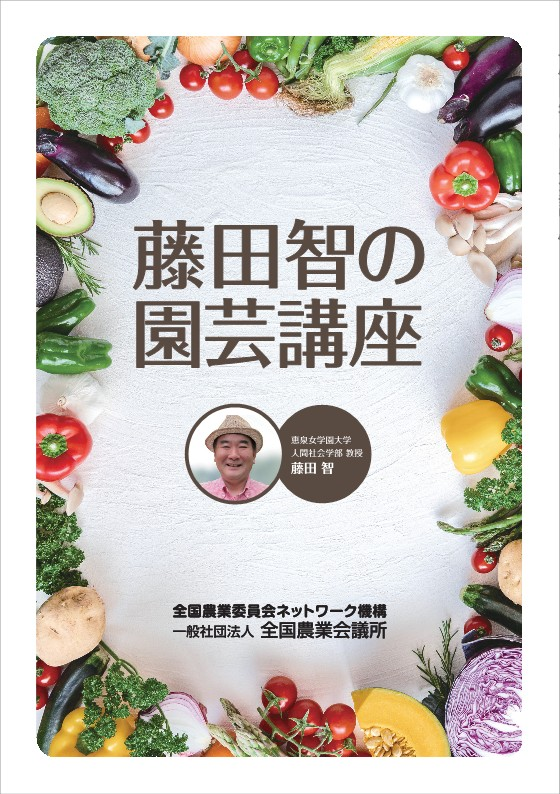 藤田智の
園芸講座
恵泉女学園大学
人間社会学部 教授
藤田 智
全国農業委員会ネットワーク機構
一般社団法人 全国農業会議所